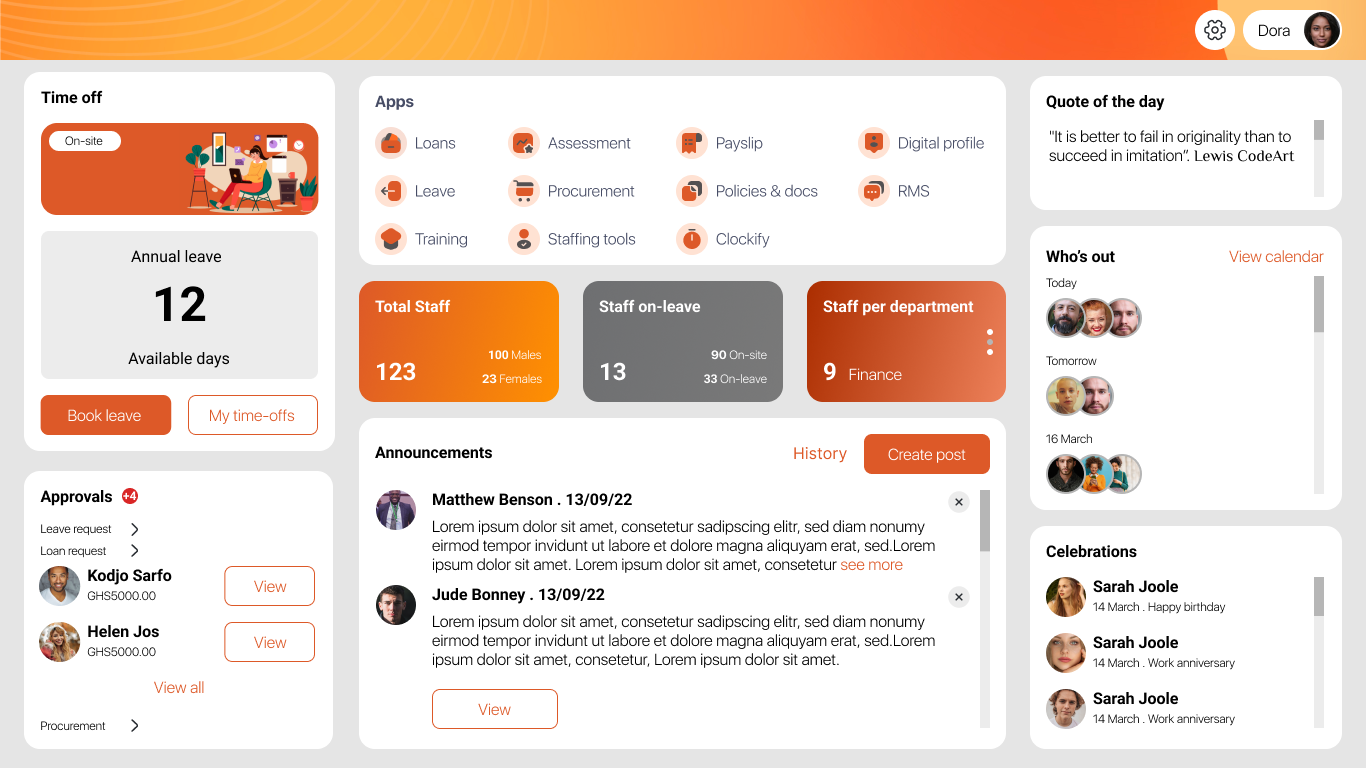 Dora
Time off
On-site
Annual leave
12
Available days
Book leave
My time-offs
Approvals +4
Leave request
Loan request
Kodjo Sarfo
GHS5000.00
View
Helen Jos
GHS5000.00
View
View all
Procurement
Apps
Loans
Assessment
Payslip
Digital profile
Leave
Procurement
Policies & docs
RMS
Training
Staffing tools
Clockify
Total Staff
123
100 Males
23 Females
Staff on-leave
13
90 On-site
33 On-leave
Staff per department
9 Finance
Announcements
History
Create post
Matthew Benson . 13/09/22
Lorem ipsum dolor sit amet, consetetur sadipscing elitr, sed diam nonumy
eirmod tempor invidunt ut labore et dolore magna aliquyam erat, sed.Lorem
ipsum dolor sit amet. Lorem ipsum dolor sit amet, consetetur see more
Jude Bonney . 13/09/22
Lorem ipsum dolor sit amet, consetetur sadipscing elitr, sed diam nonumy
eirmod tempor invidunt ut labore et dolore magna aliquyam erat, sed.Lorem
ipsum dolor sit amet, consetetur, Lorem ipsum dolor sit amet.
View
Quote of the day
"It is better to fail in originality than to
succeed in imitation”. Lewis CodeArt
Who’s out
View calendar
Today
Tomorrow
16 March
Celebrations
Sarah Joole
14 March . Happy birthday
Sarah Joole
14 March . Work anniversary
Sarah Joole
14 March . Work anniversary